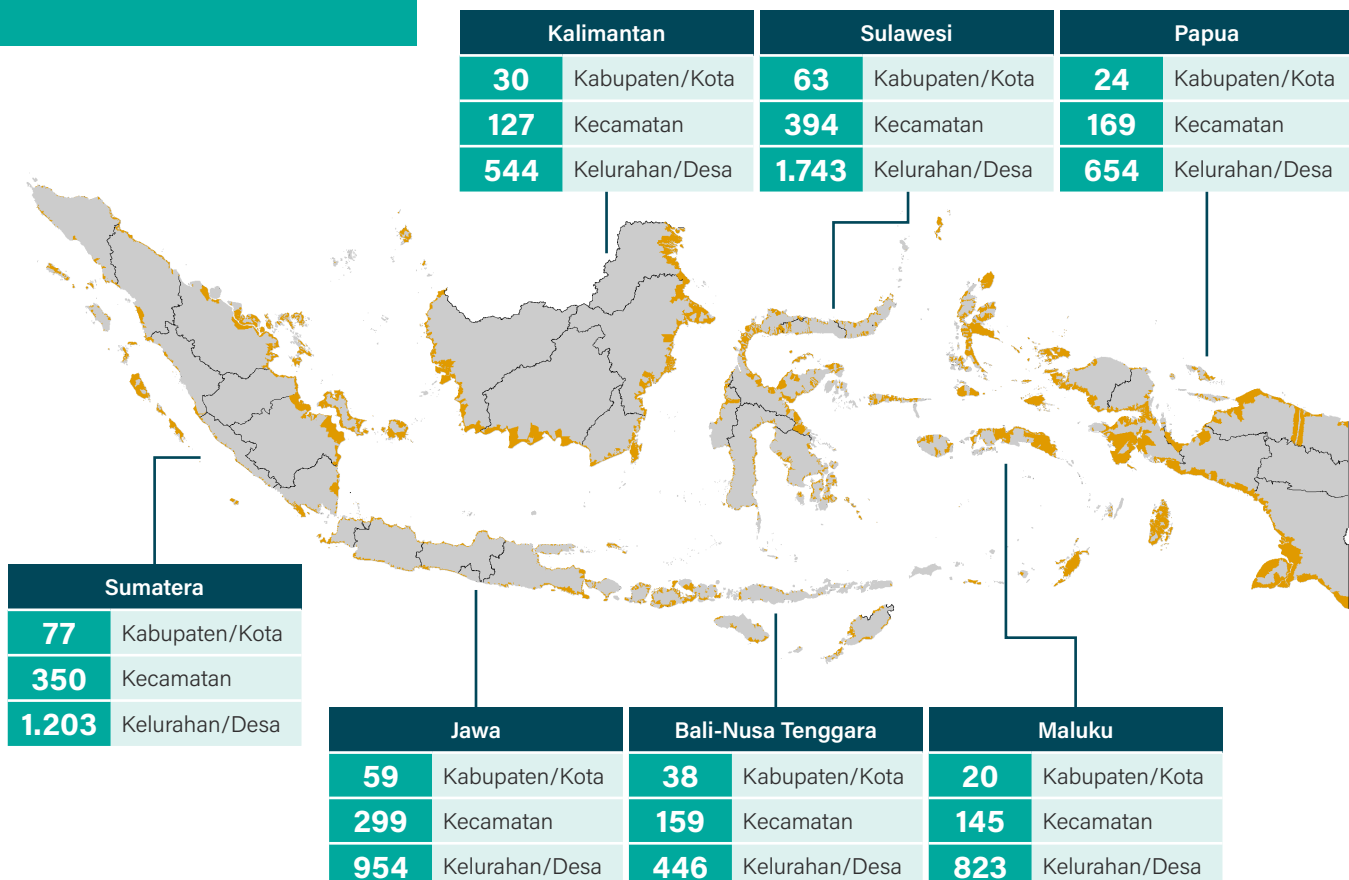 Kalimantan
30 Kabupaten/Kota
127 Kecamatan
544 Kelurahan/Desa
Sulawesi
63 Kabupaten/Kota
394 Kecamatan
1.743 Kelurahan/Desa
Papua
24 Kabupaten/Kota
169 Kecamatan
654 Kelurahan/Desa
Sumatera
77 Kabupaten/Kota
350 Kecamatan
1.203 Kelurahan/Desa
Jawa
59 Kabupaten/Kota
299 Kecamatan
954 Kelurahan/Desa
Bali-Nusa Tenggara
38 Kabupaten/Kota
159 Kecamatan
446 Kelurahan/Desa
Maluku
20 Kabupaten/Kota
145 Kecamatan
823 Kelurahan/Desa